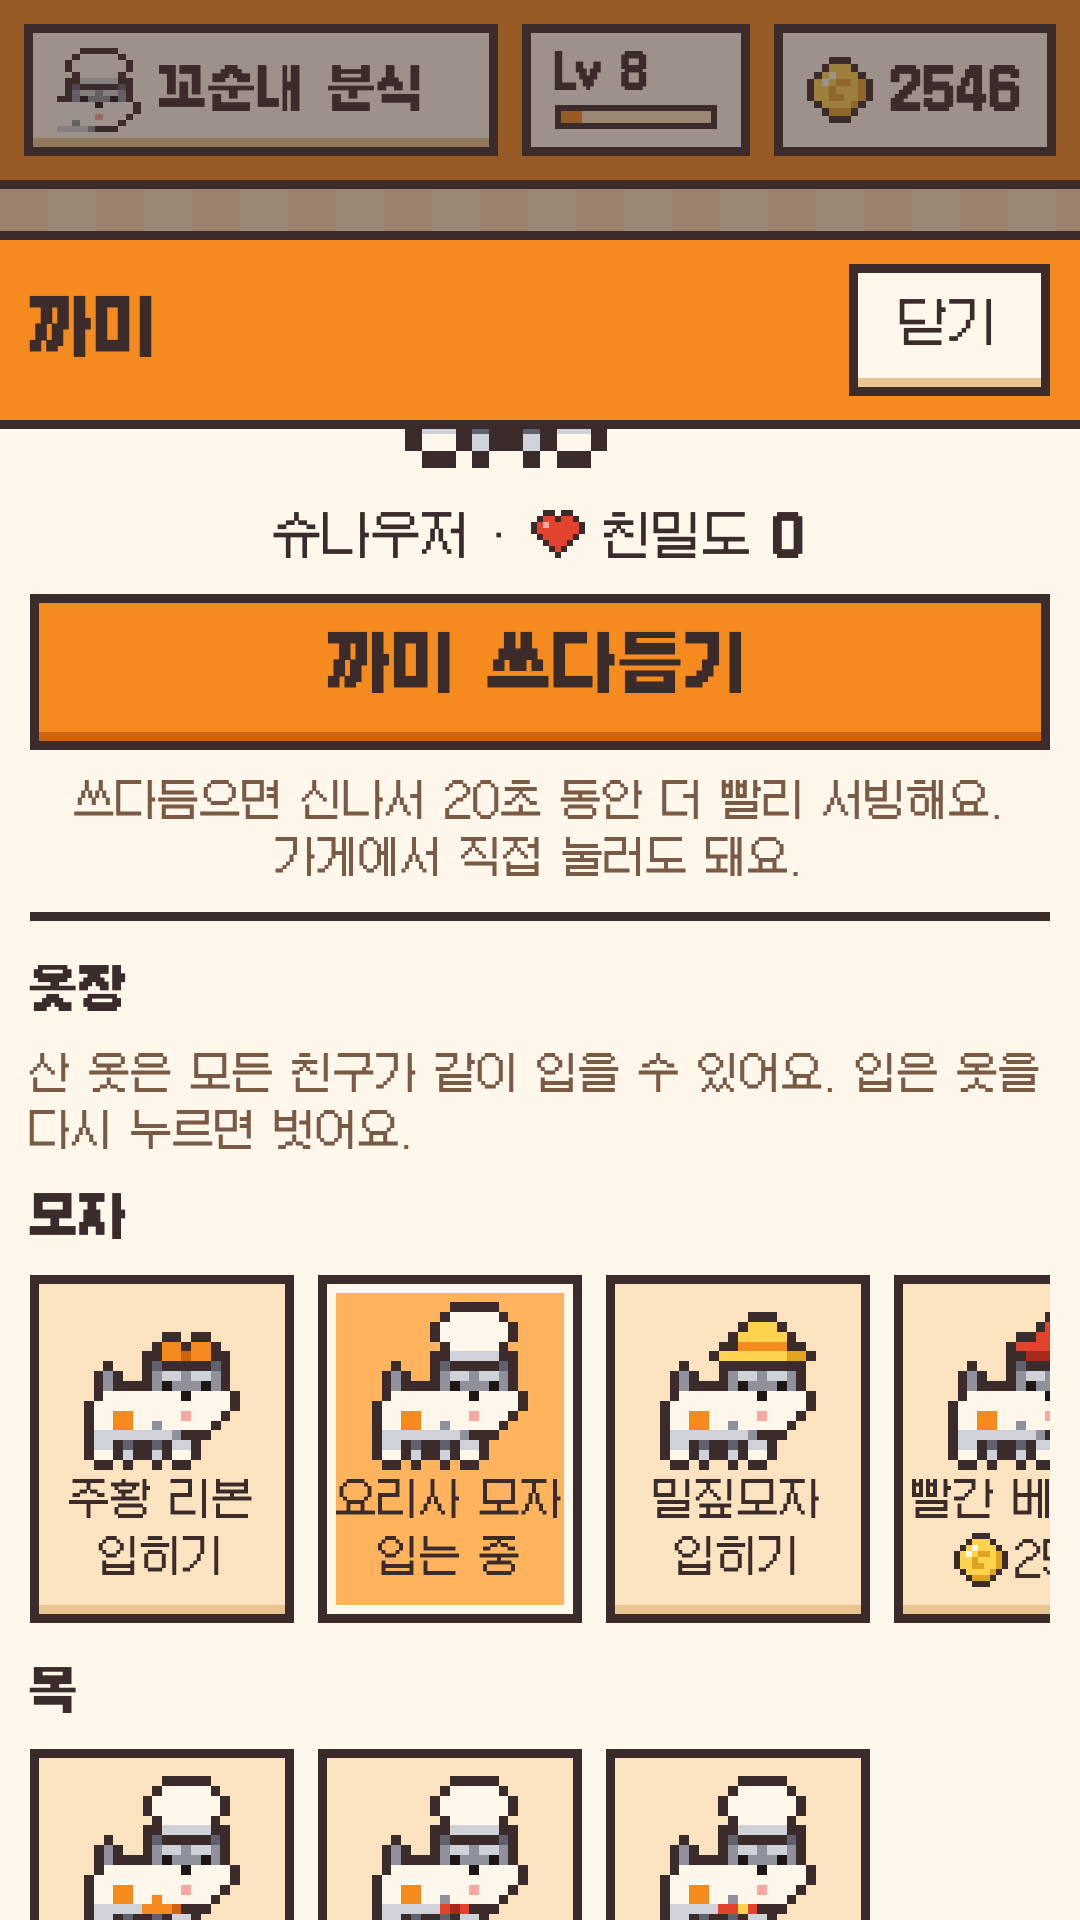 꼬순내 분식
Lv 8
2546
까미
닫기
슈나우저 · 친밀도 0
까미 쓰다듬기
쓰다듬으면 신나서 20초 동안 더 빨리 서빙해요.
가게에서 직접 눌러도 돼요.
옷장
산 옷은 모든 친구가 같이 입을 수 있어요. 입은 옷을
다시 누르면 벗어요.
모자
주황 리본
입히기
요리사 모자
입는 중
밀짚모자
입히기
빨간
목